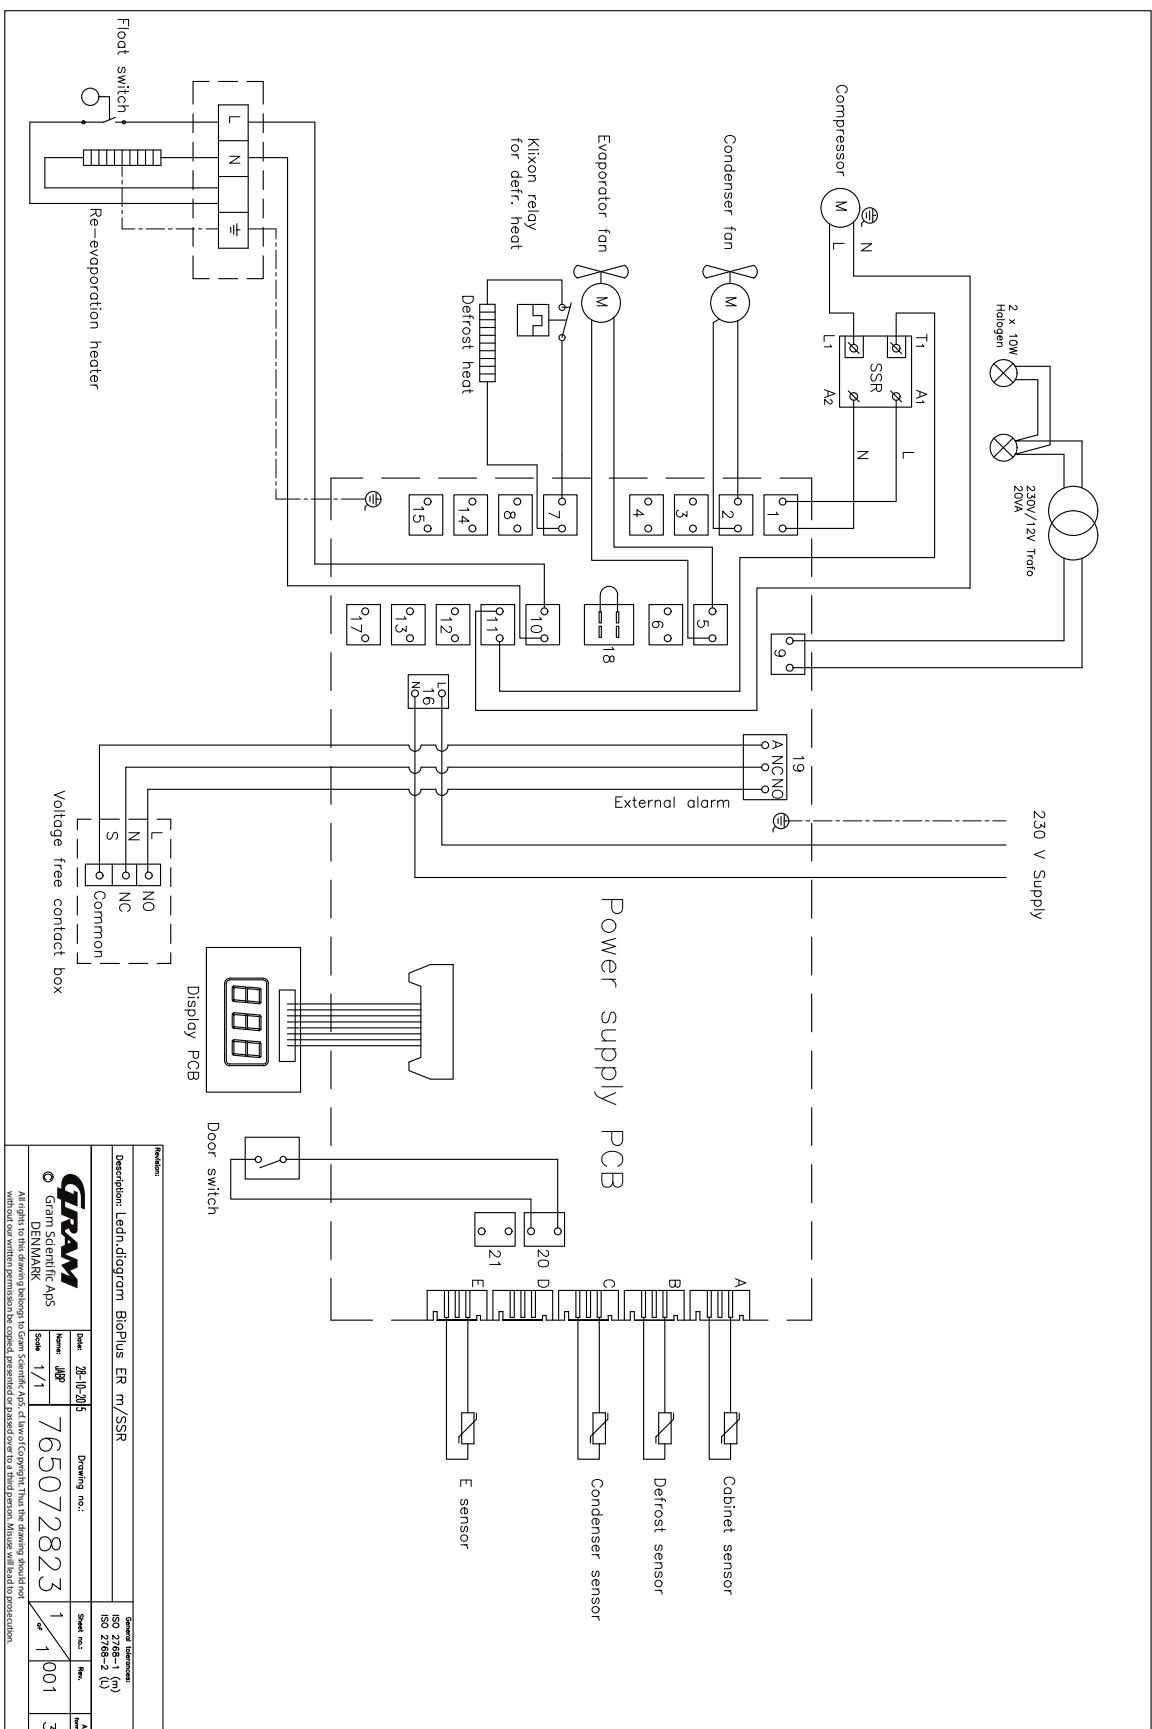 230 V Supply
2 x 10W
Halogen
230V/12V Trafo
20VA
Compressor
M
N
L
T1
L1
SSR
A1
A2
L
N
Condenser fan
M
Evaporator fan
M
Klixon relay
for defr. heat
Defrost heat
Float switch
L
N
Re-evaporation heater
1
2
3
4
7
8
14
15
9
5
6
18
10
11
12
13
17
L
16
N
19
A
NC
NO
External alarm
Power supply PCB
Voltage free contact box
L
N
S
NO
NC
Common
Display PCB
Door switch
20
21
A
B
C
D
E
Cabinet sensor
Defrost sensor
Condenser sensor
E sensor
Revision:
Description: Ledn.diagram BioPlus ER m/SSR
General tolerances:
ISO 2768-1 (m)
ISO 2768-2 (L)
GRAM
© Gram Scientific ApS
DENMARK
Date: 28-10-2015
Name: JABP
Scale 1/1
Drawing no.:
765072823
Sheet no.:
1 OF 1
Rev.
001
All rights to this drawing belongs to Gram Scientific ApS, cf. law of Copyright. Thus the drawing should not
without our written permission be copied, presented or passed over to a third person. Misuse will lead to prosecution.